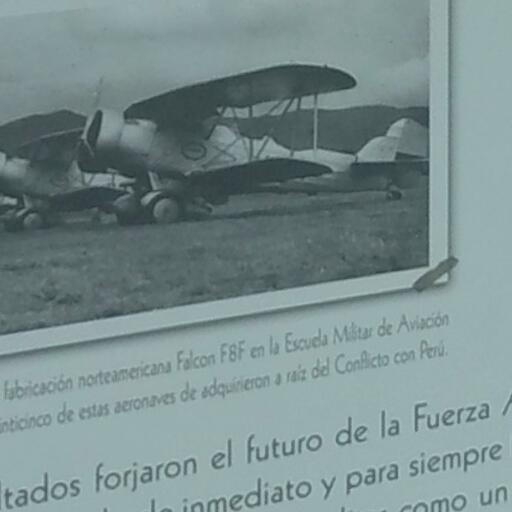 fabricación norteamericana Falcon F8F en la Escuela Militar de Aviación
inticinco de estas aeronaves de adquirieron a raíz del Conflicto con Perú.
ltados forjaron el futuro de la Fuerza A
inmediato y para siempre
como un